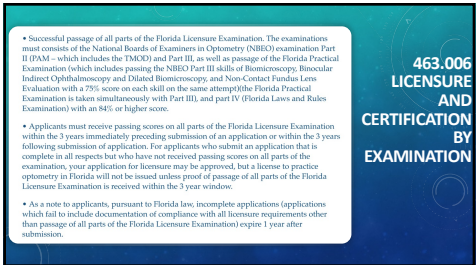 • Successful passage of all parts of the Florida Licensure Examination. The examinations
must consists of the National Boards of Examiners in Optometry (NBEO) examination Part
II (PAM – which includes the TMOD) and Part III, as well as passage of the Florida Practical
Examination (which includes passing the NBEO Part III skills of Biomicroscopy, Binocular
Indirect Ophthalmoscopy and Dilated Biomicroscopy, and Non-Contact Fundus Lens
Evaluation with a 75% score on each skill on the same attempt)(the Florida Practical
Examination is taken simultaneously with Part III), and part IV (Florida Laws and Rules
Examination) with an 84% or higher score.
• Applicants must receive passing scores on all parts of the Florida Licensure Examination
within the 3 years immediately preceding submission of an application or within the 3 years
following submission of application. For applicants who submit an application that is
complete in all respects but who have not received passing scores on all parts of the
examination, your application for licensure may be approved, but a license to practice
optometry in Florida will not be issued unless proof of passage of all parts of the Florida
Licensure Examination is received within the 3 year window.
• As a note to applicants, pursuant to Florida law, incomplete applications (applications
which fail to include documentation of compliance with all licensure requirements other
than passage of all parts of the Florida Licensure Examination) expire 1 year after
submission.
463.006
LICENSURE
AND
CERTIFICATION
BY
EXAMINATION